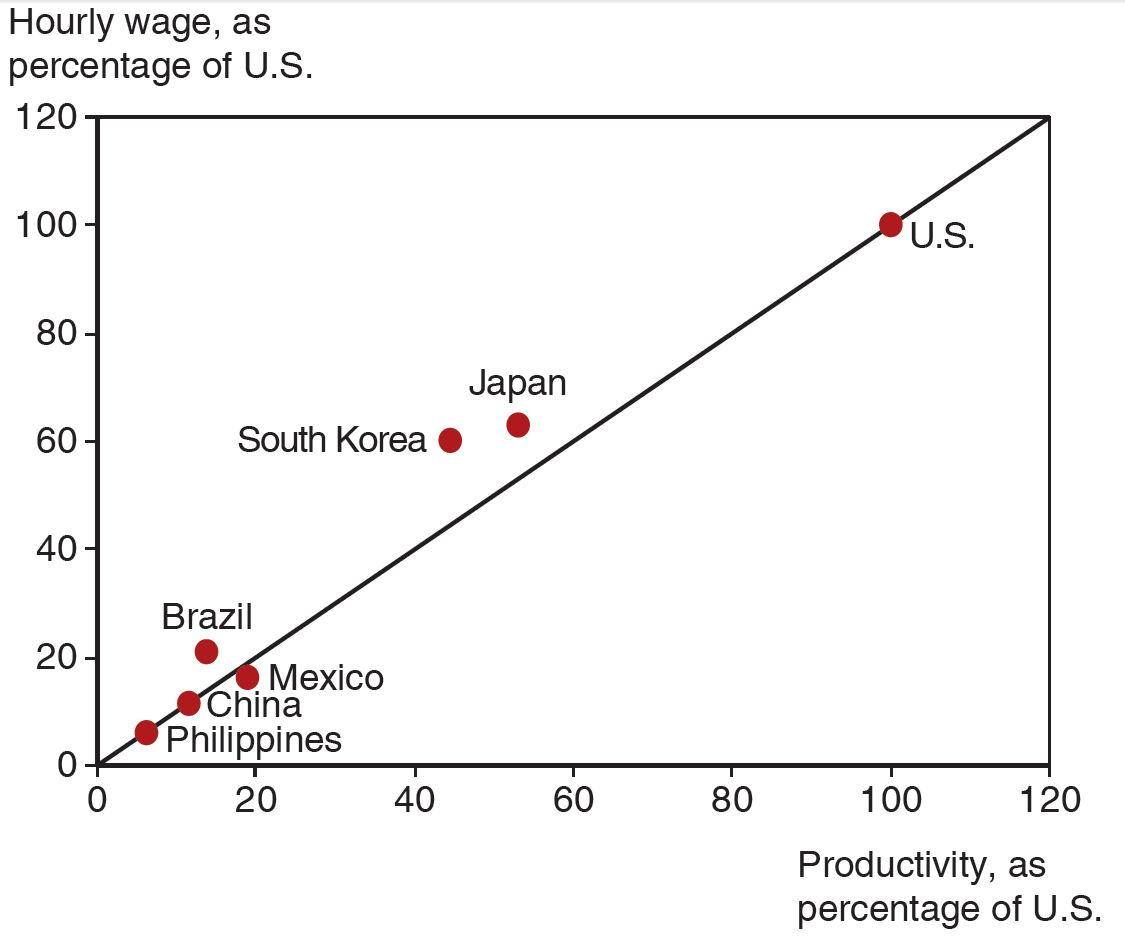 Hourly wage, as
percentage of U.S.
120
100
U.S.
80
Japan
60
South Korea
40
Brazil
20
Mexico
China
Philippines
0
0 20 40 60 80 100 120
Productivity, as
percentage of U.S.